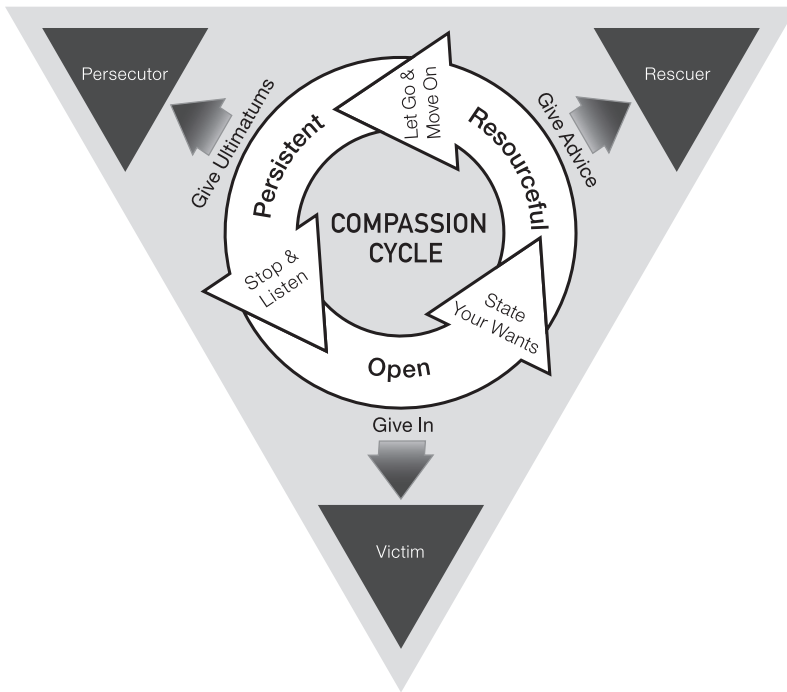 Persecutor
Rescuer
Give Ultimatums
Persistent
Let Go &
Move On
Resourceful
Give Advice
COMPASSION
CYCLE
Stop &
Listen
State
Your Wants
Open
Give In
Victim